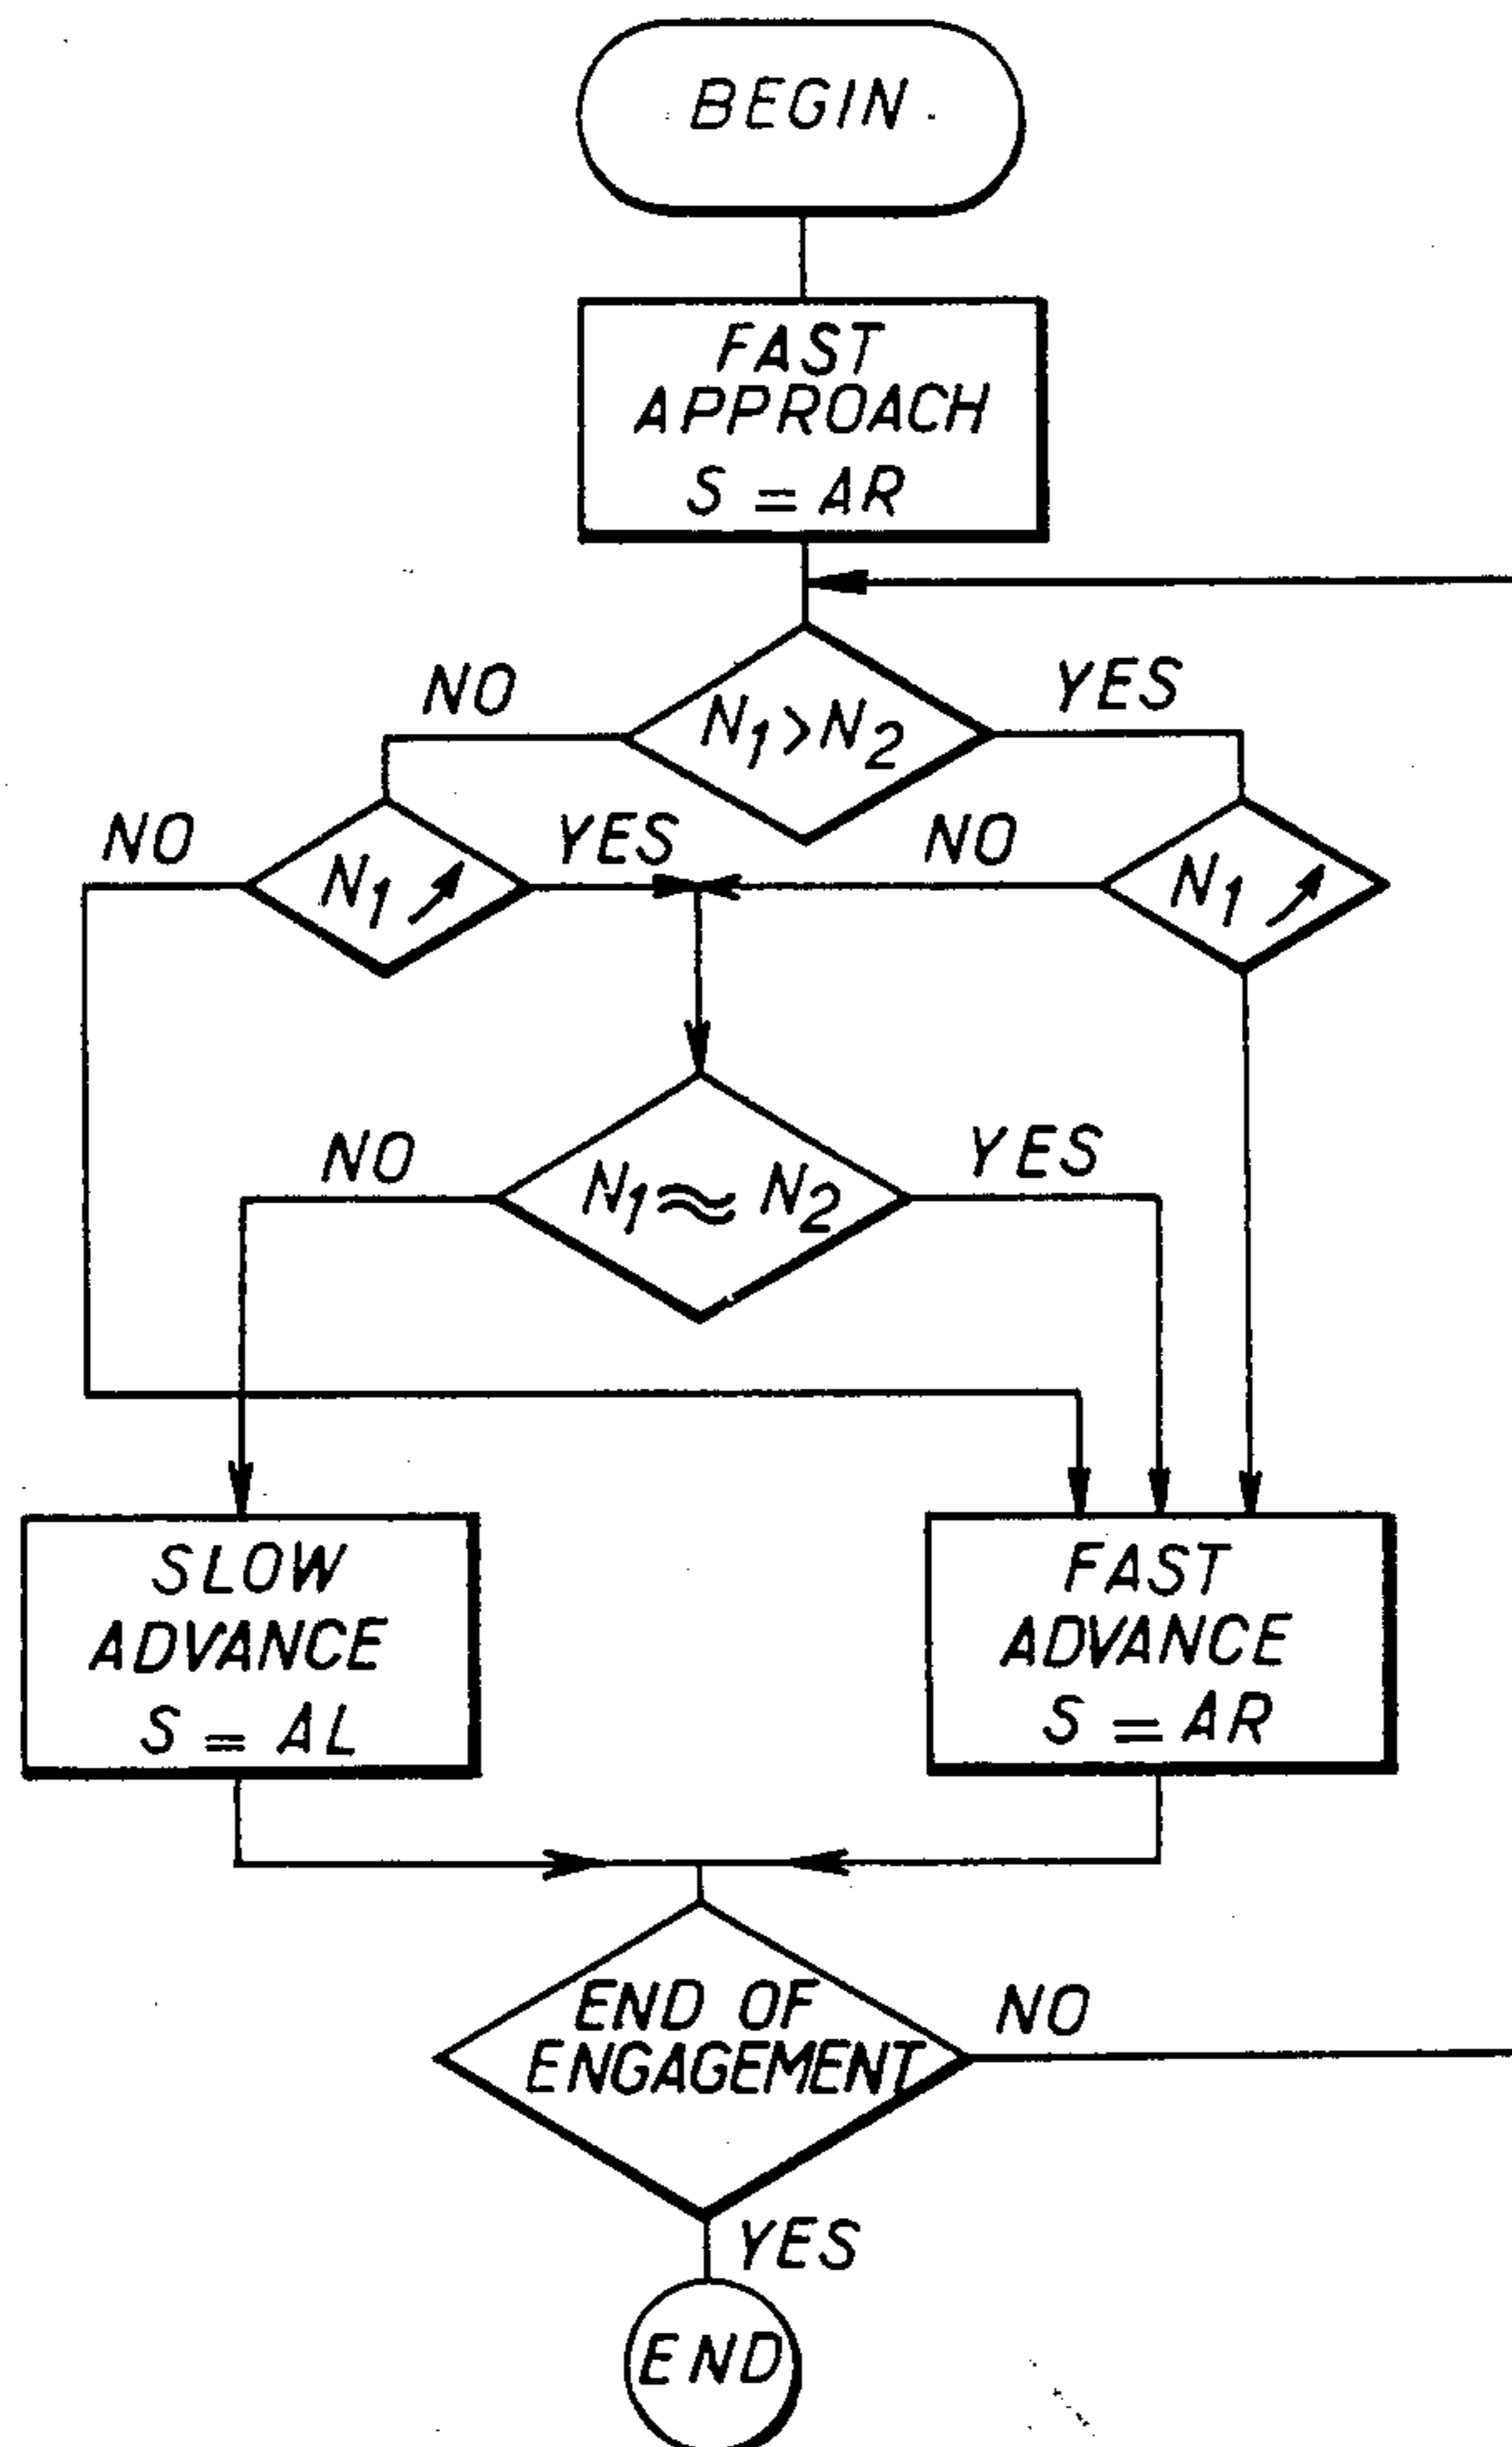 BEGIN
FAST
APPROACH
S = AR
NO
YES
N1>N2
NO
YES
NO
N1↗
N1↗
NO
YES
N1≈N2
SLOW
ADVANCE
S = AL
FAST
ADVANCE
S = AR
END OF
ENGAGEMENT
NO
YES
END